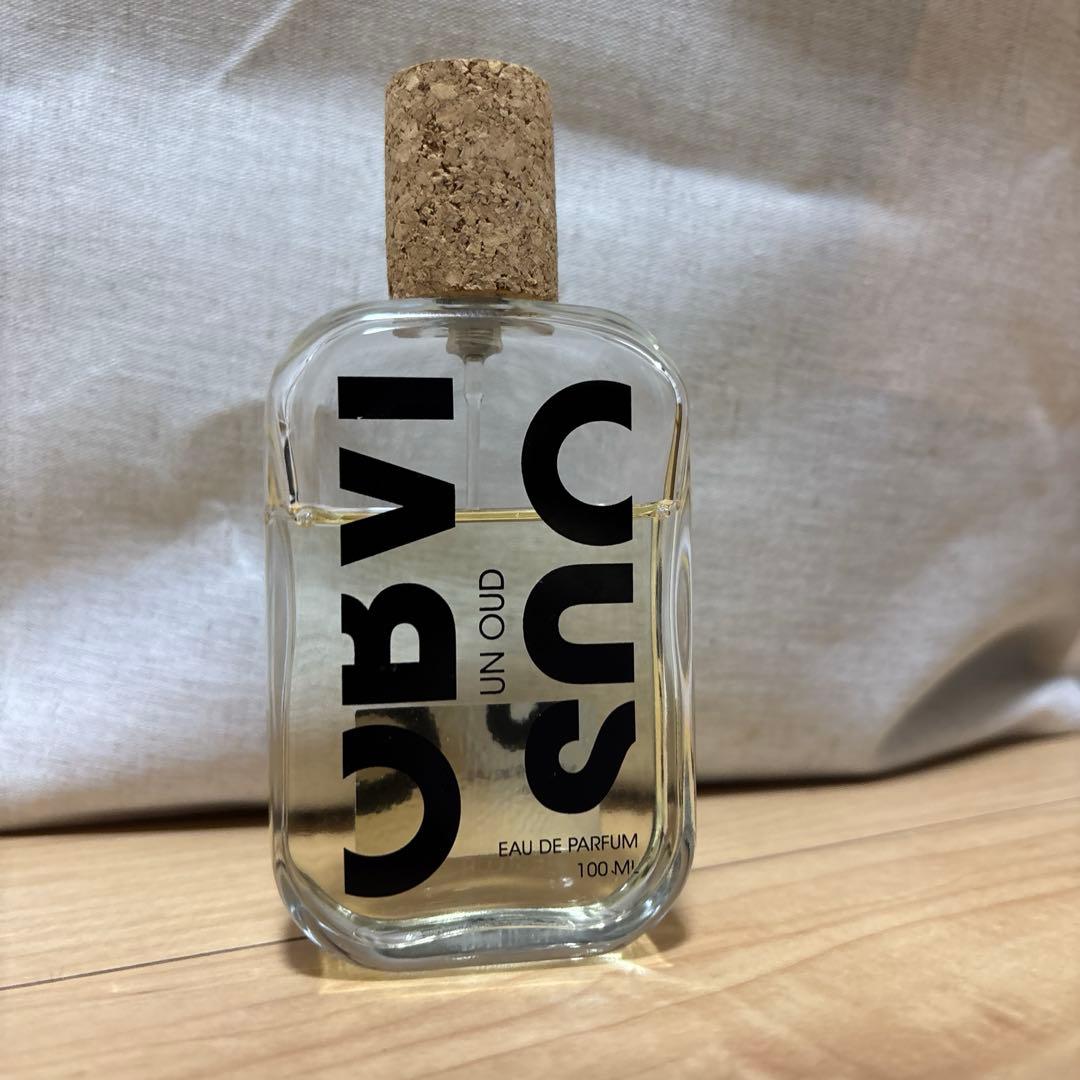 OBVI
OUS
UN OUD
EAU DE PARFUM
100 ML